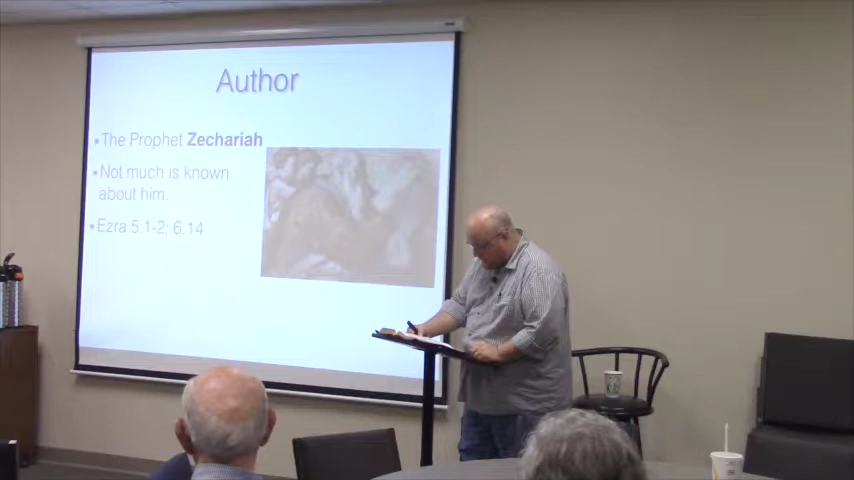 Author
The Prophet Zechariah
Not much is known
about him.
Ezra 5.1-2; 6.14